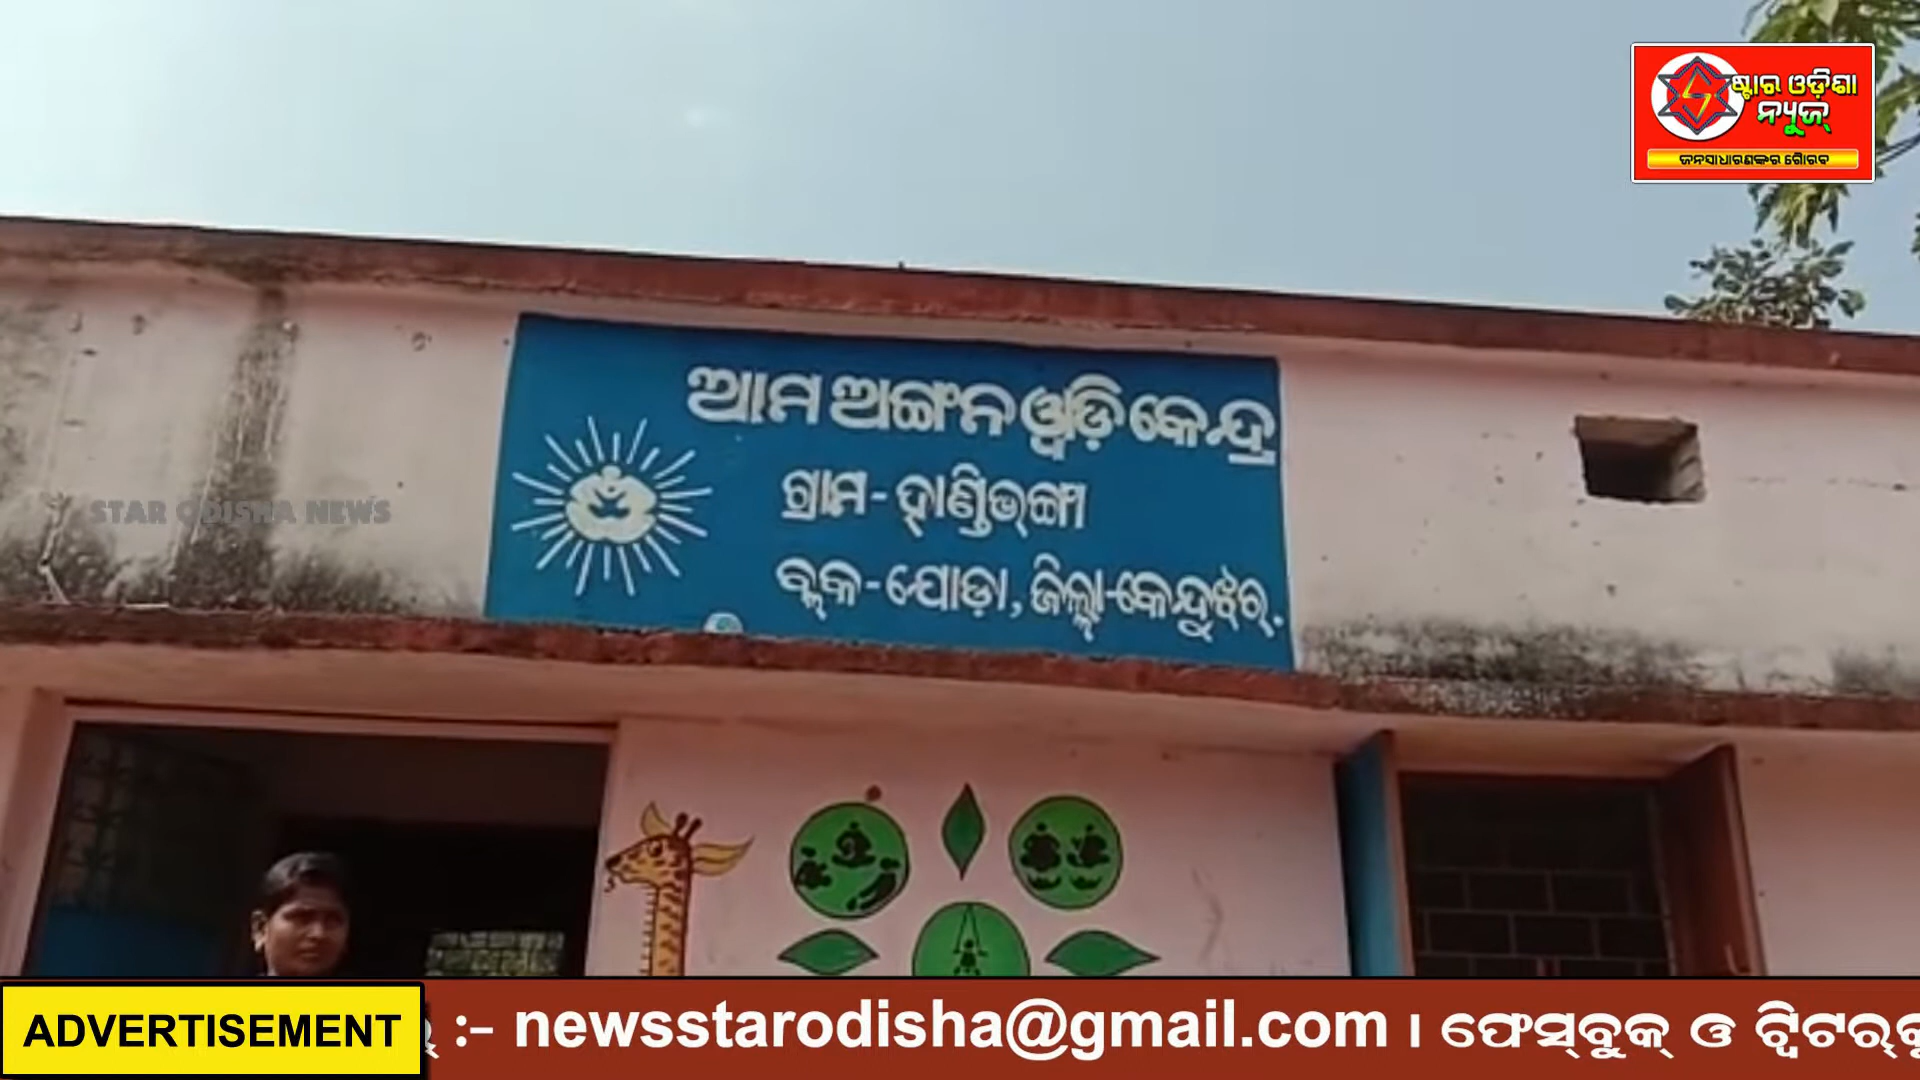 ଷ୍ଟାର ଓଡ଼ିଶା
ନ୍ୟୁଜ୍
ଜନସାଧାରଣଙ୍କର ଗୌରବ
ଆମ ଅଙ୍ଗନୱାଡ଼ି କେନ୍ଦ୍ର
ଗ୍ରାମ - ହାଣ୍ଡିଭଙ୍ଗା
ବ୍ଲକ - ଯୋଡ଼ା, ଜିଲ୍ଲା-କେନ୍ଦୁଝର୍.
STAR ODISHA NEWS
ADVERTISEMENT :- newsstarodisha@gmail.com । ଫେସ୍‌ବୁକ୍ ଓ ଟ୍ୱିଟର୍‌କୁ